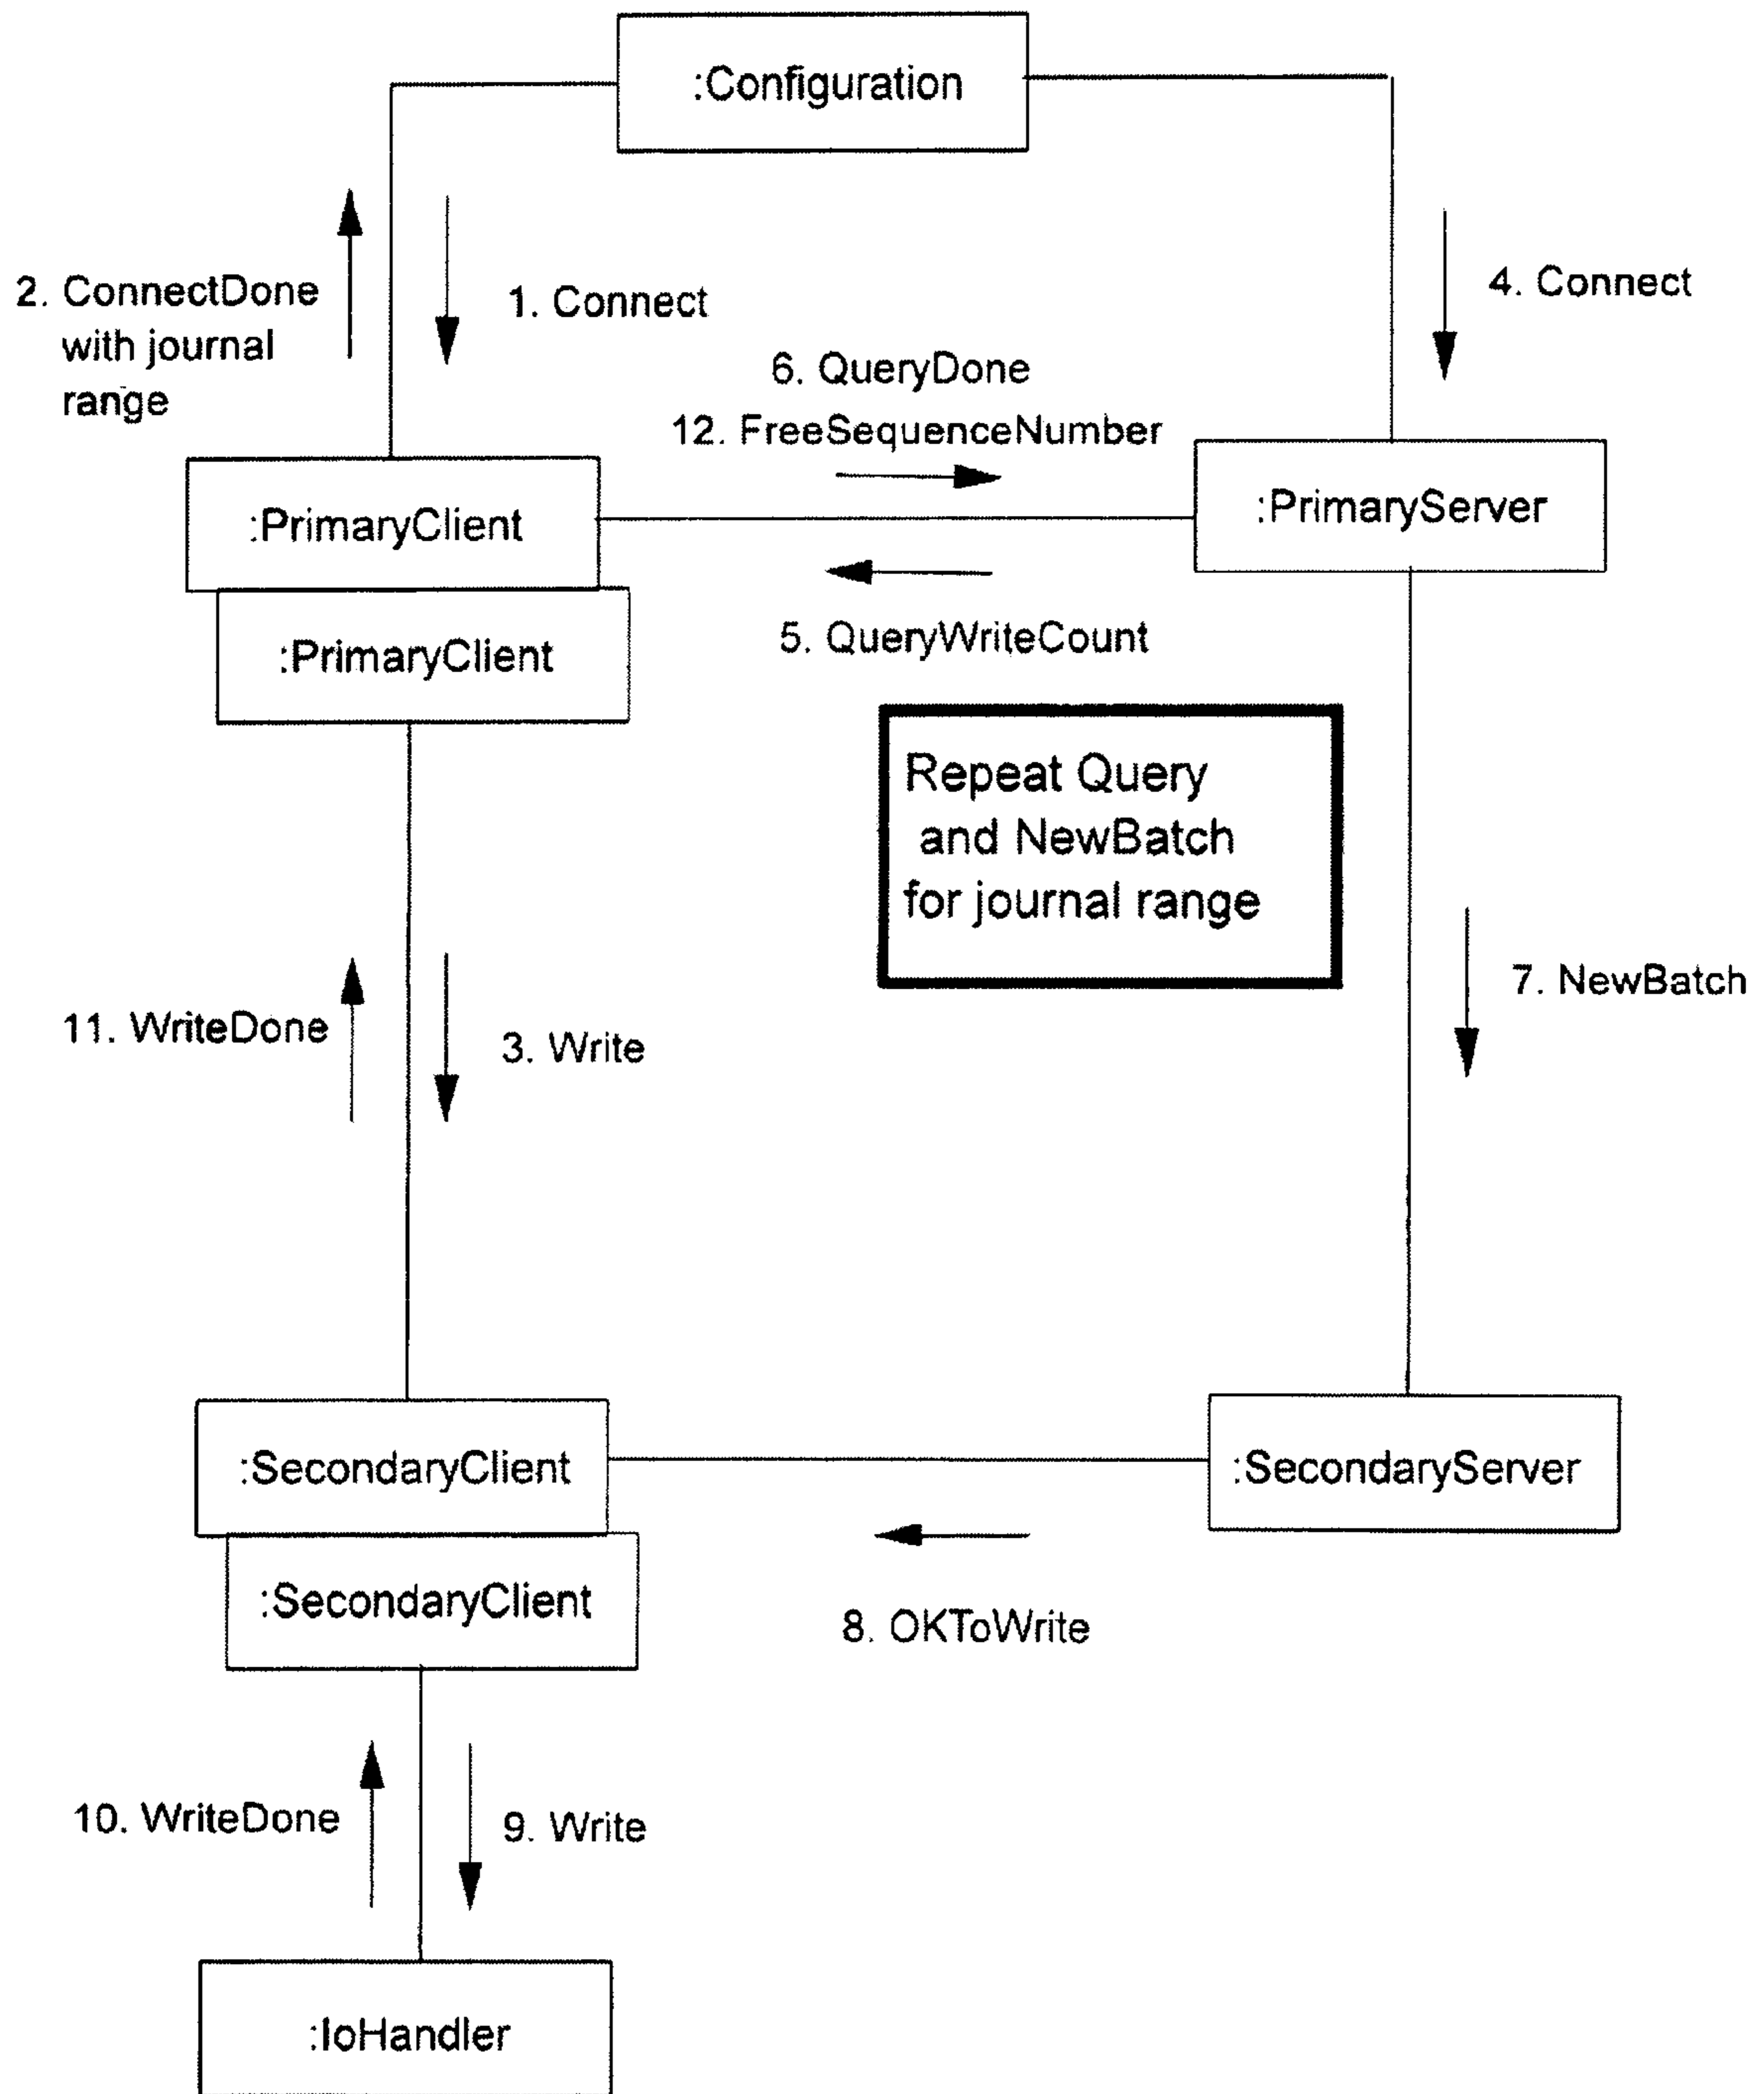 :Configuration
2. ConnectDone
with journal
range
1. Connect
4. Connect
6. QueryDone
12. FreeSequenceNumber
:PrimaryClient
:PrimaryServer
:PrimaryClient
5. QueryWriteCount
Repeat Query
and NewBatch
for journal range
7. NewBatch
11. WriteDone
3. Write
:SecondaryClient
:SecondaryServer
:SecondaryClient
8. OKToWrite
10. WriteDone
9. Write
:IoHandler